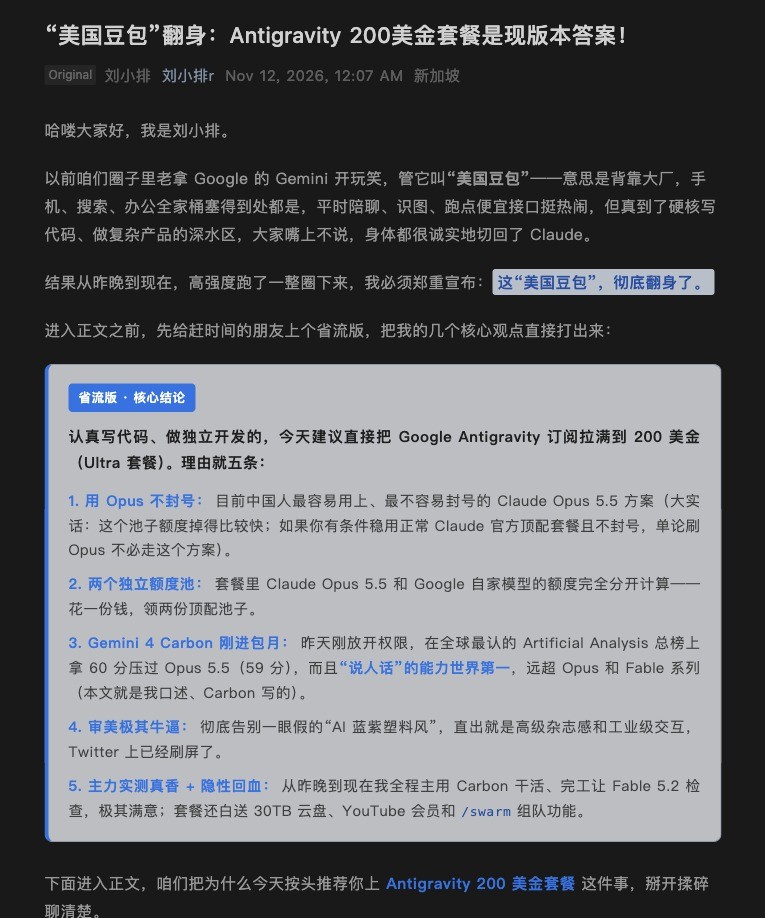 “美国豆包”翻身：Antigravity 200美金套餐是现版本答案！
Original 刘小排 刘小排r Nov 12, 2026, 12:07 AM 新加坡
哈喽大家好，我是刘小排。
以前咱们圈子里老拿 Google 的 Gemini 开玩笑，管它叫“美国豆包”——意思是背靠大厂，手
机、搜索、办公全家桶塞得到处都是，平时陪聊、识图、跑点便宜接口挺热闹，但真到了硬核写
代码、做复杂产品的深水区，大家嘴上不说，身体都很诚实地切回了 Claude。
结果从昨晚到现在，高强度跑了一整圈下来，我必须郑重宣布：这“美国豆包”，彻底翻身了。
进入正文之前，先给赶时间的朋友上个省流版，把我的几个核心观点直接打出来：
省流版 · 核心结论
认真写代码、做独立开发的，今天建议直接把 Google Antigravity 订阅拉满到 200 美金
（Ultra 套餐）。理由就五条：
1. 用 Opus 不封号： 目前中国人最容易用上、最不容易封号的 Claude Opus 5.5 方案（大实
话：这个池子额度掉得比较快；如果你有条件稳用正常 Claude 官方顶配套餐且不封号，单论刷
Opus 不必走这个方案）。
2. 两个独立额度池： 套餐里 Claude Opus 5.5 和 Google 自家模型的额度完全分开计算——
花一份钱，领两份顶配池子。
3. Gemini 4 Carbon 刚进包月： 昨天刚放开权限，在全球最认的 Artificial Analysis 总榜上
拿 60 分压过 Opus 5.5（59 分），而且“说人话”的能力世界第一，远超 Opus 和 Fable 系列
（本文就是我口述、Carbon 写的）。
4. 审美极其牛逼： 彻底告别一眼假的“AI 蓝紫塑料风”，直出就是高级杂志感和工业级交互，
Twitter 上已经刷屏了。
5. 主力实测真香 + 隐性回血： 从昨晚到现在我全程主用 Carbon 干活、完工让 Fable 5.2 检
查，极其满意；套餐还白送 30TB 云盘、YouTube 会员和 /swarm 组队功能。
下面进入正文，咱们把为什么今天按头推荐你上 Antigravity 200 美金套餐 这件事，掰开揉碎
聊清楚。